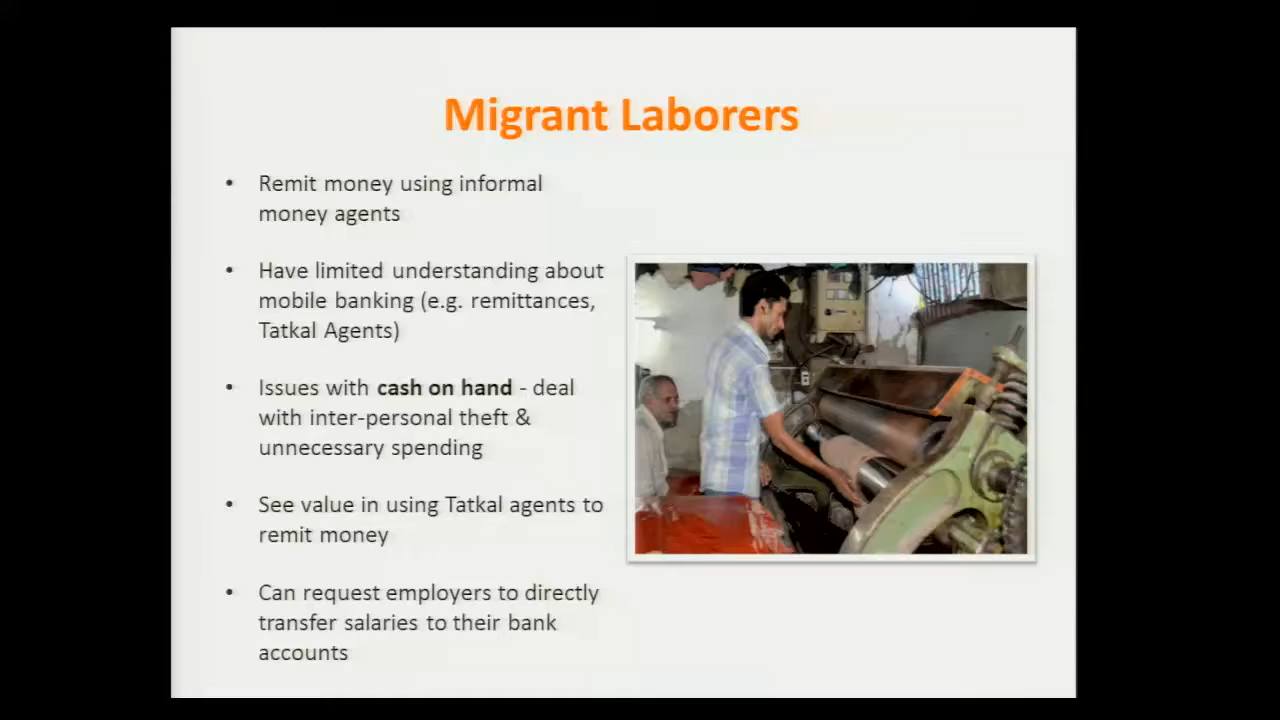 Migrant Laborers
• Remit money using informal
money agents
• Have limited understanding about
mobile banking (e.g. remittances,
Tatkal Agents)
• Issues with cash on hand - deal
with inter-personal theft &
unnecessary spending
• See value in using Tatkal agents to
remit money
• Can request employers to directly
transfer salaries to their bank
accounts